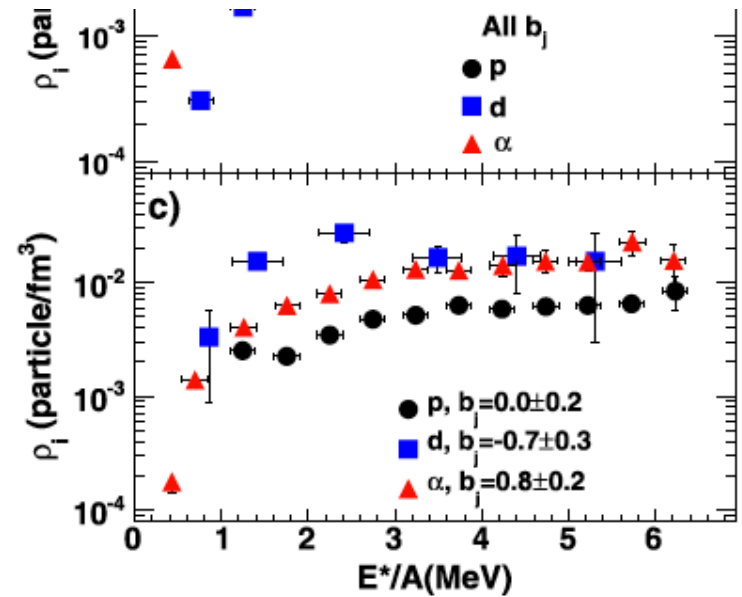 ρi (pa
10-3
10-4
All bj
p
d
α
c)
ρi (particle/fm3)
10-2
10-3
10-4
p, bj=0.0±0.2
d, bj=-0.7±0.3
α, bj=0.8±0.2
0 1 2 3 4 5 6
E*/A(MeV)